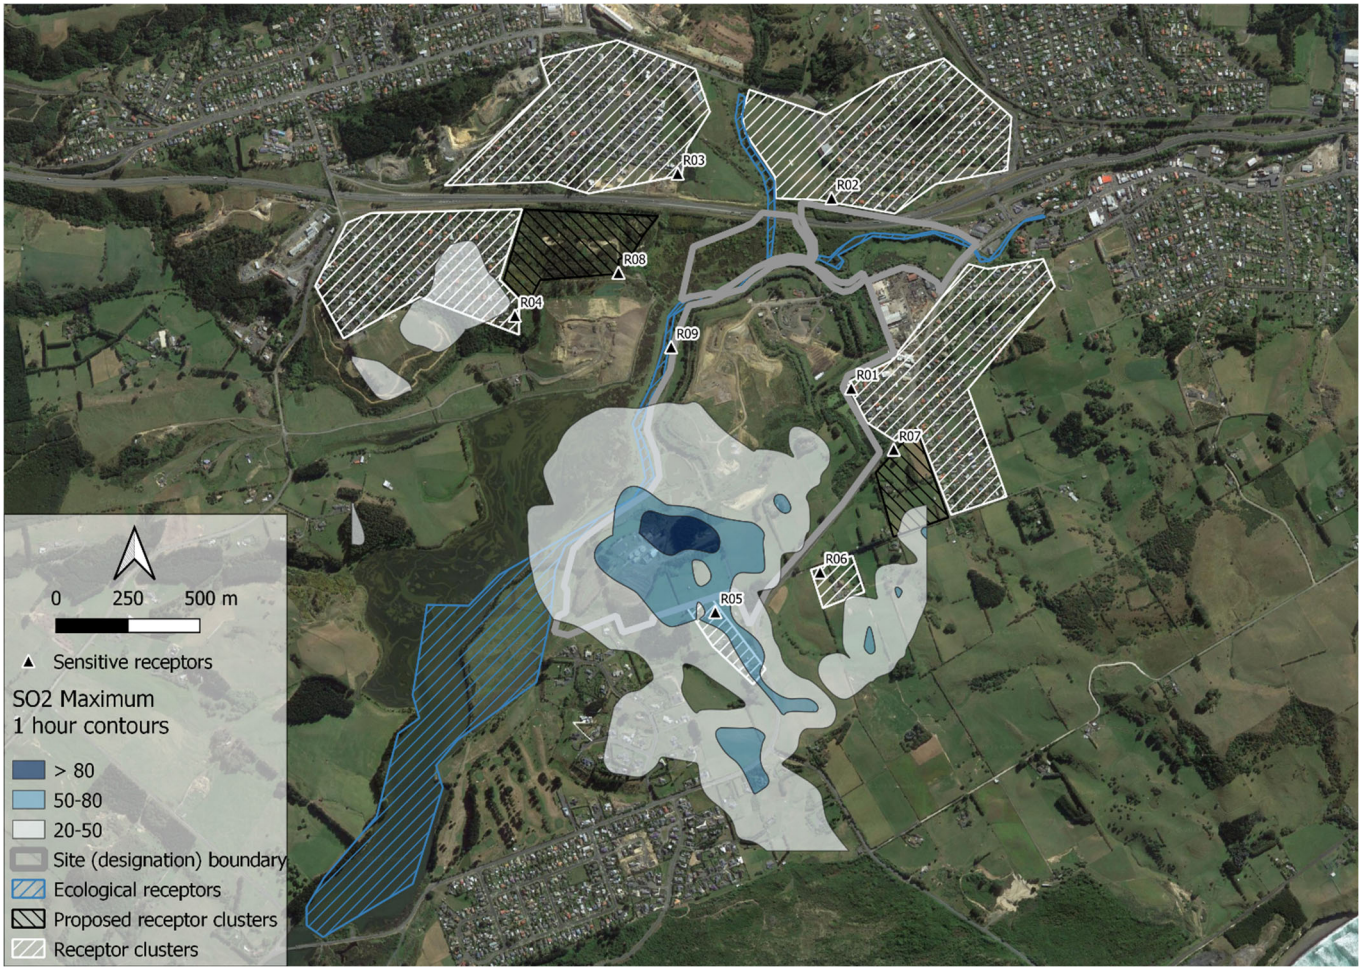 R03
R02
R08
R04
R09
R01
R07
R06
R05
0 250 500 m
Sensitive receptors
SO2 Maximum
1 hour contours
> 80
50-80
20-50
Site (designation) boundary
Ecological receptors
Proposed receptor clusters
Receptor clusters